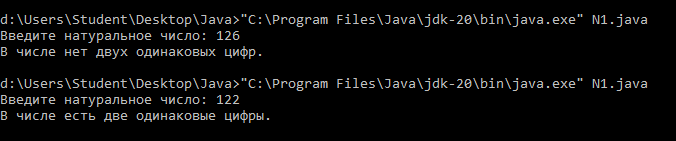 d:\Users\Student\Desktop\Java>"C:\Program Files\Java\jdk-20\bin\java.exe" N1.java
Введите натуральное число: 126
В числе нет двух одинаковых цифр.
d:\Users\Student\Desktop\Java>"C:\Program Files\Java\jdk-20\bin\java.exe" N1.java
Введите натуральное число: 122
В числе есть две одинаковые цифры.